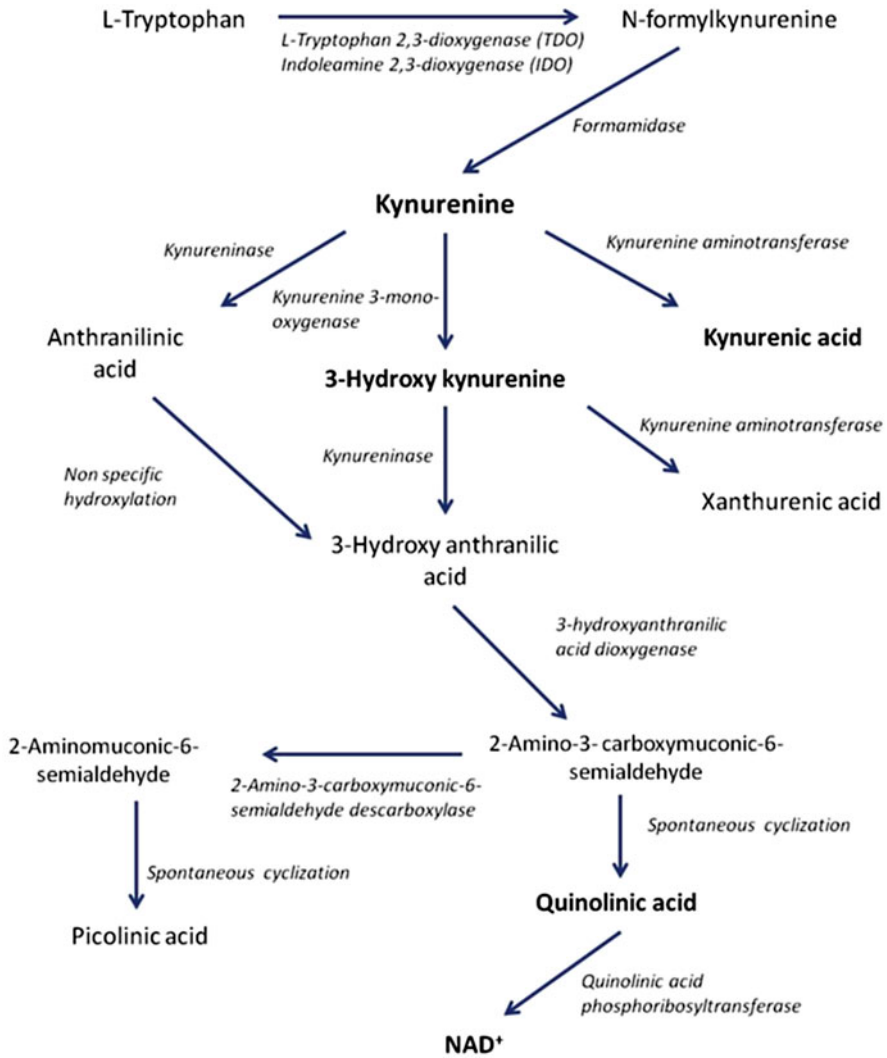 L-Tryptophan
N-formylkynurenine
L-Tryptophan 2,3-dioxygenase (TDO)
Indoleamine 2,3-dioxygenase (IDO)
Formamidase
Kynurenine
Kynureninase
Kynurenine aminotransferase
Kynurenine 3-mono-
oxygenase
Anthranilinic
acid
Kynurenic acid
3-Hydroxy kynurenine
Kynurenine aminotransferase
Kynureninase
Non specific
hydroxylation
Xanthurenic acid
3-Hydroxy anthranilic
acid
3-hydroxyanthranilic
acid dioxygenase
2-Aminomuconic-6-
semialdehyde
2-Amino-3- carboxymuconic-6-
semialdehyde
2-Amino-3-carboxymuconic-6-
semialdehyde descarboxylase
Spontaneous cyclization
Spontaneous cyclization
Quinolinic acid
Picolinic acid
Quinolinic acid
phosphoribosyltransferase
NAD⁺